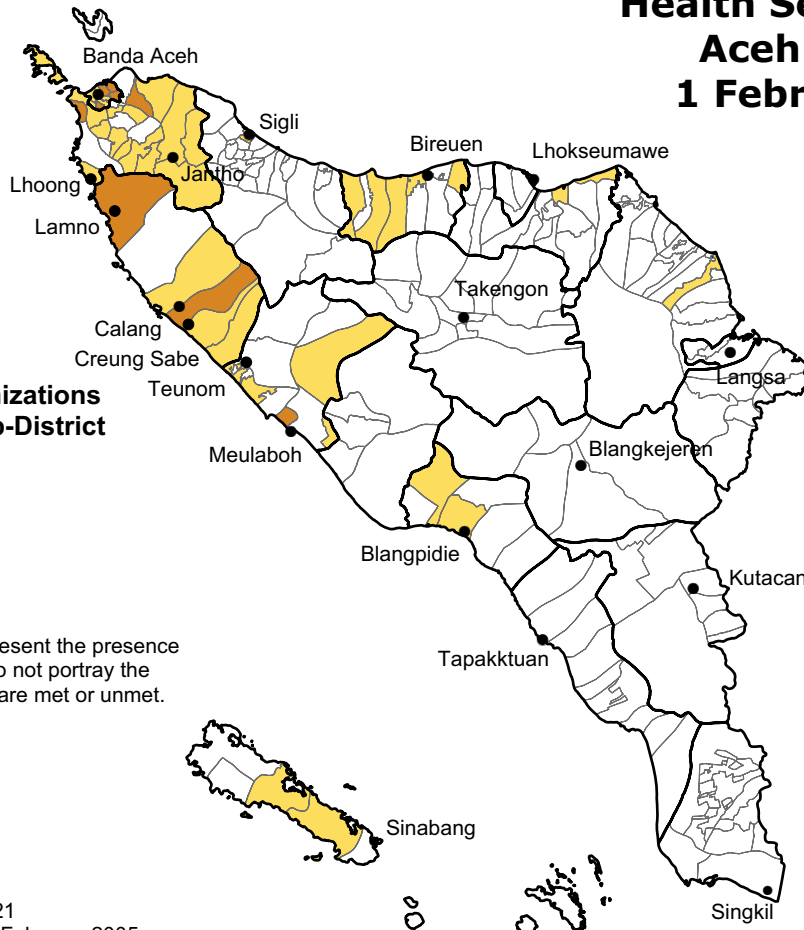 Health Se
Aceh
1 Febr
Banda Aceh
Sigli
Bireuen
Lhokseumawe
Jantho
Lhoong
Lamno
Takengon
Calang
Creung Sabe
Teunom
Langsa
nizations
o-District
Meulaboh
Blangkejeren
Blangpidie
Kutacan
esent the presence
o not portray the
are met or unmet.
Tapakktuan
Sinabang
Singkil
21